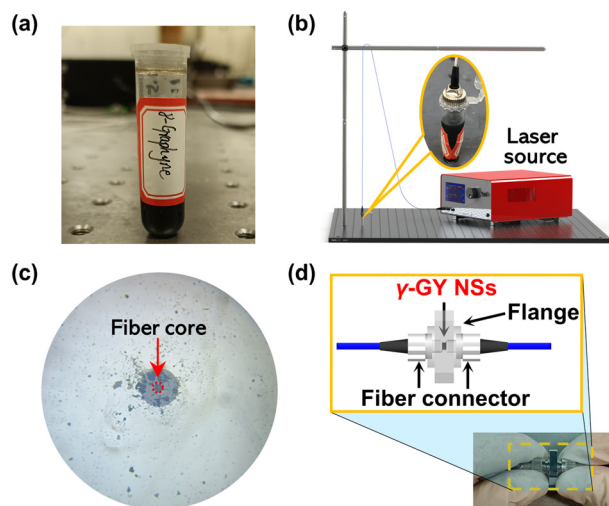 (a)
γ-Graphyne
(b)
Laser
source
(c)
Fiber core
(d)
γ-GY NSs
Flange
Fiber connector